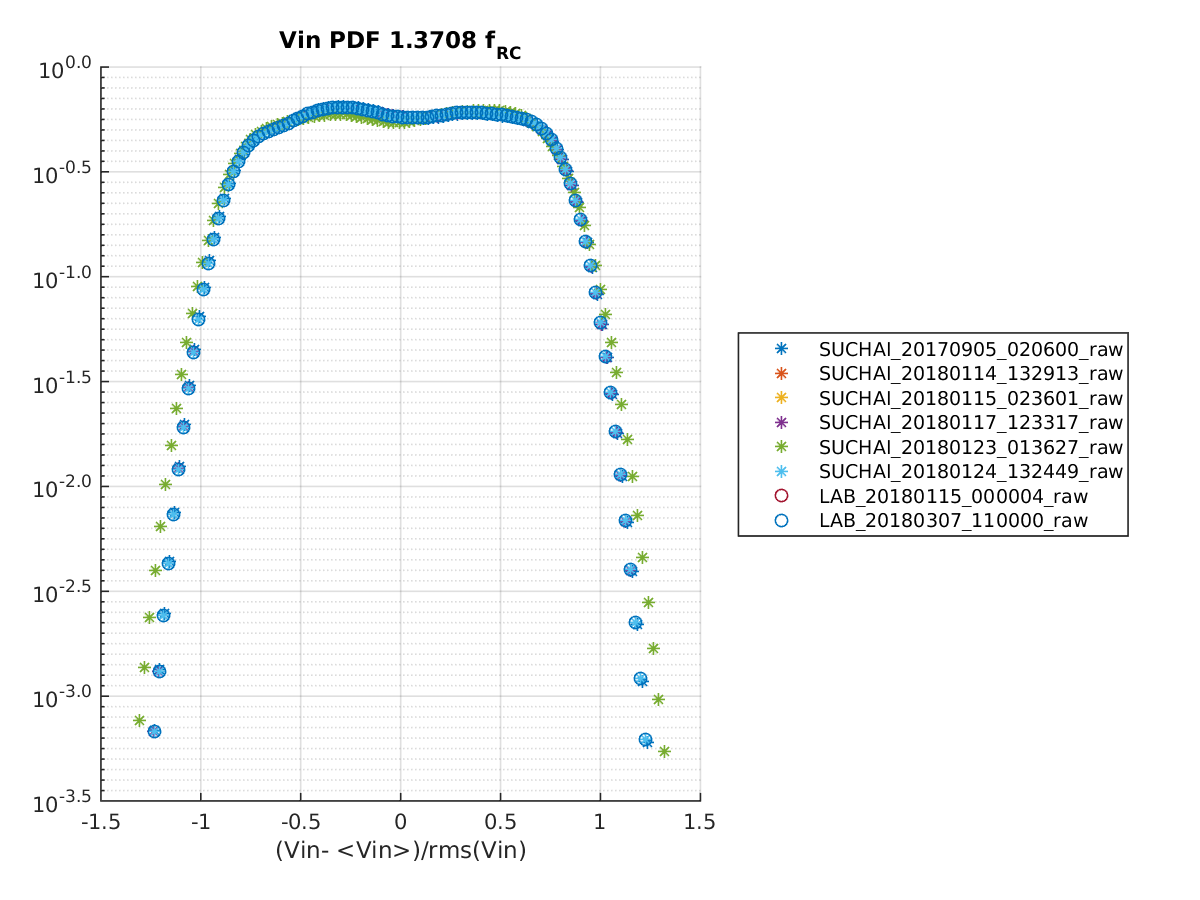 Vin PDF 1.3708 fRC
10^0.0
10^-0.5
10^-1.0
10^-1.5
10^-2.0
10^-2.5
10^-3.0
10^-3.5
-1.5 -1 -0.5 0 0.5 1 1.5
(Vin- <Vin>)/rms(Vin)
SUCHAI_20170905_020600_raw
SUCHAI_20180114_132913_raw
SUCHAI_20180115_023601_raw
SUCHAI_20180117_123317_raw
SUCHAI_20180123_013627_raw
SUCHAI_20180124_132449_raw
LAB_20180115_000004_raw
LAB_20180307_110000_raw